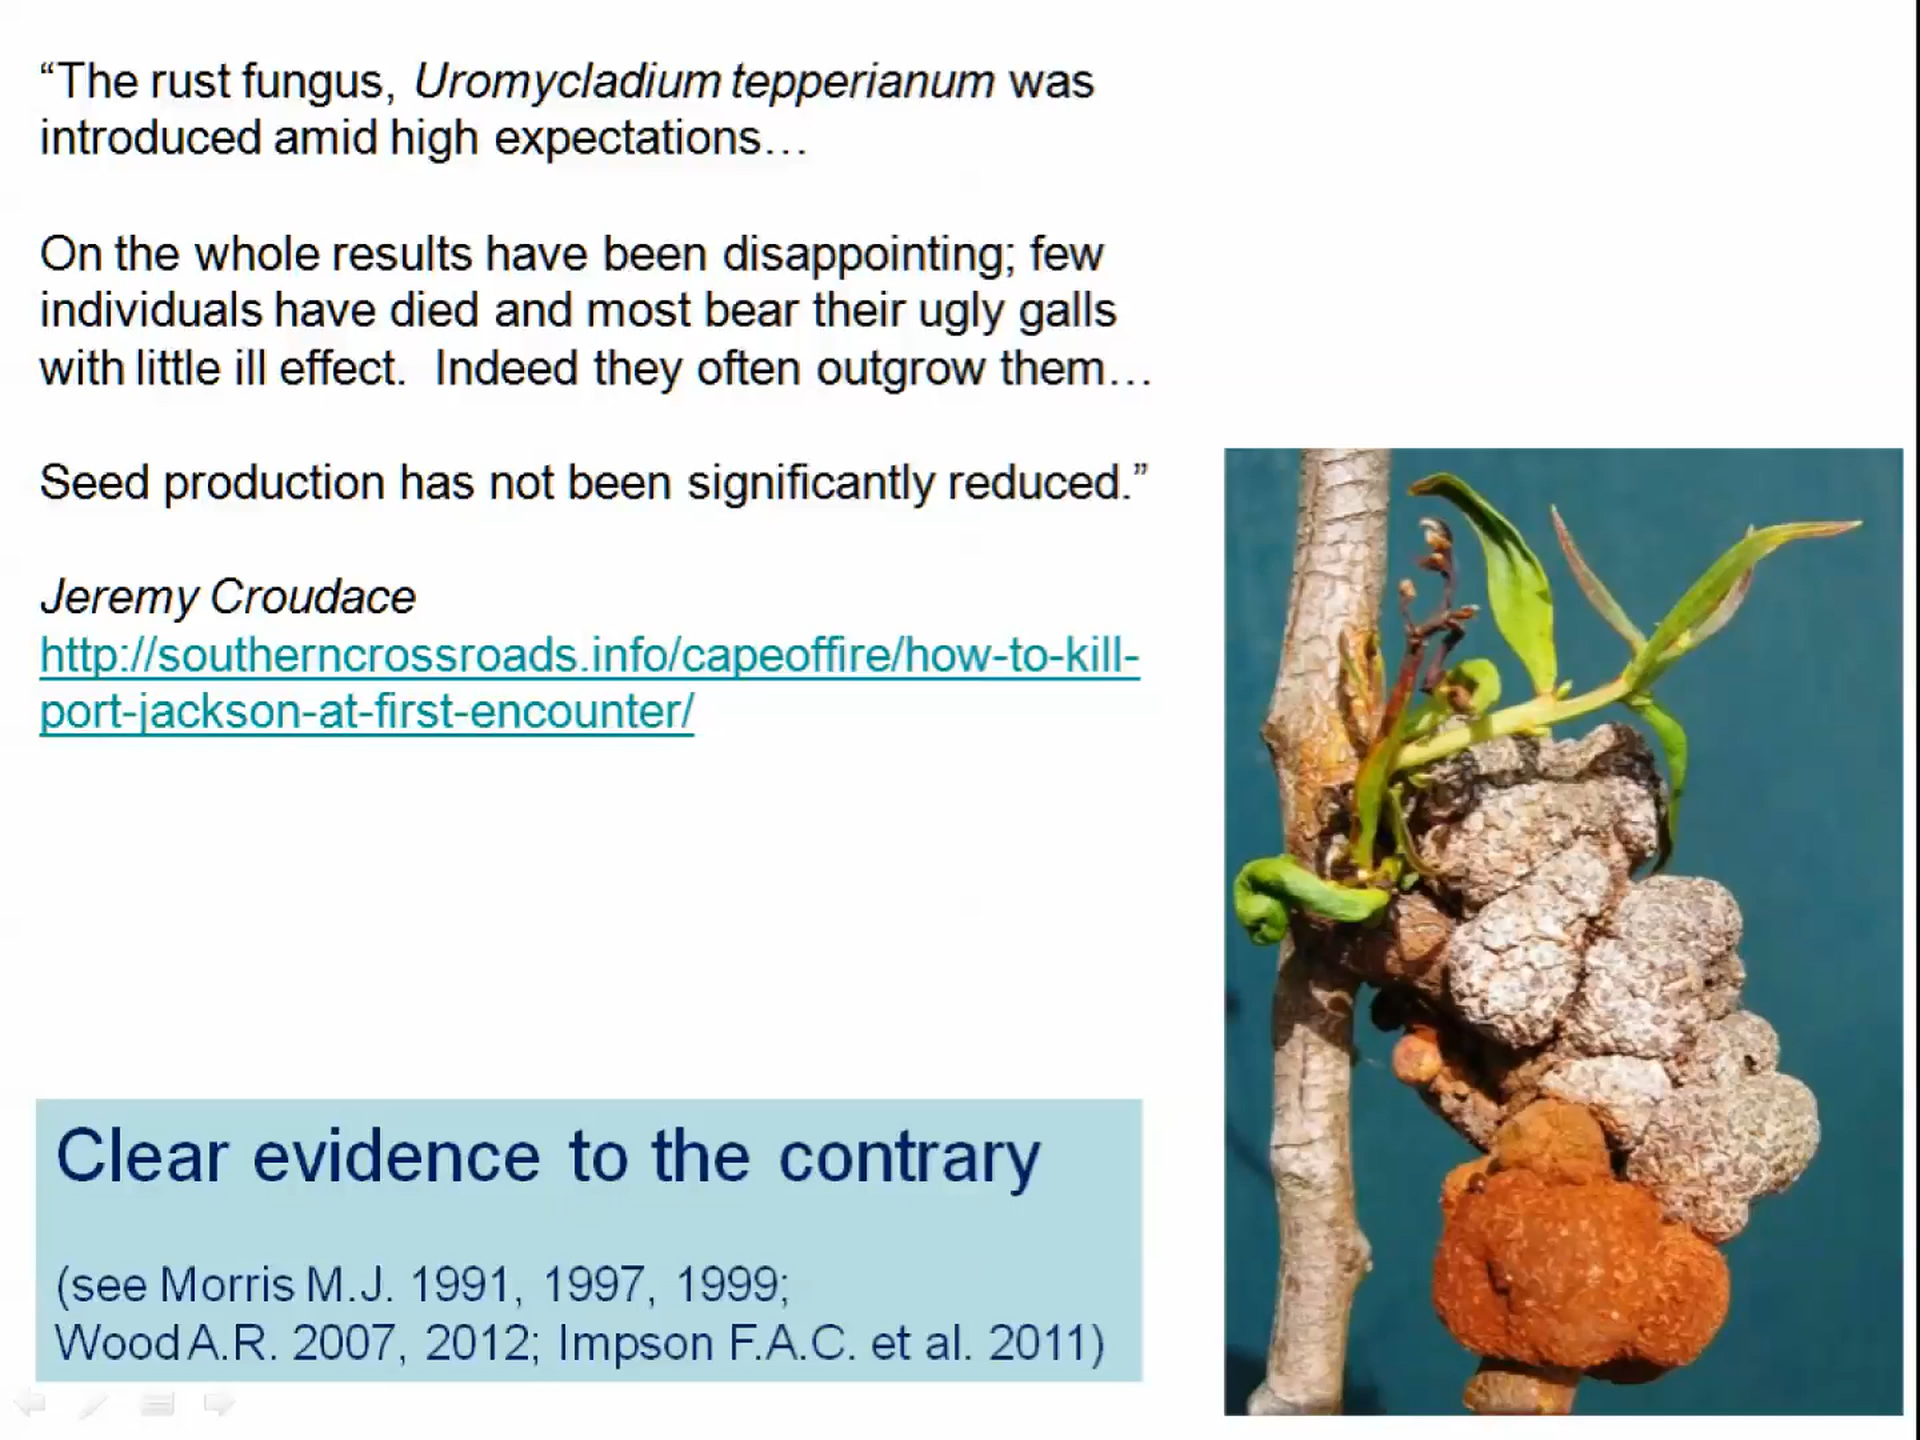 “The rust fungus, Uromycladium tepperianum was
introduced amid high expectations…
On the whole results have been disappointing; few
individuals have died and most bear their ugly galls
with little ill effect.  Indeed they often outgrow them…
Seed production has not been significantly reduced.”
Jeremy Croudace
http://southerncrossroads.info/capeoffire/how-to-kill-
port-jackson-at-first-encounter/
Clear evidence to the contrary
(see Morris M.J. 1991, 1997, 1999;
Wood A.R. 2007, 2012; Impson F.A.C. et al. 2011)